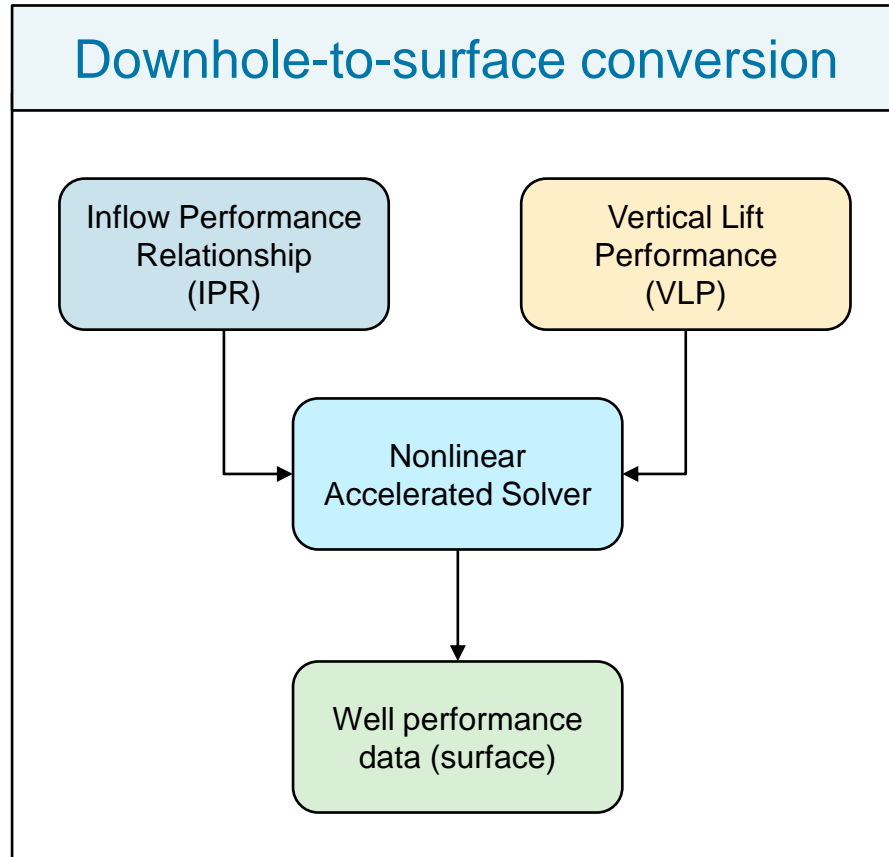 Downhole-to-surface conversion
Inflow Performance
Relationship
(IPR)
Vertical Lift
Performance
(VLP)
Nonlinear
Accelerated Solver
Well performance
data (surface)